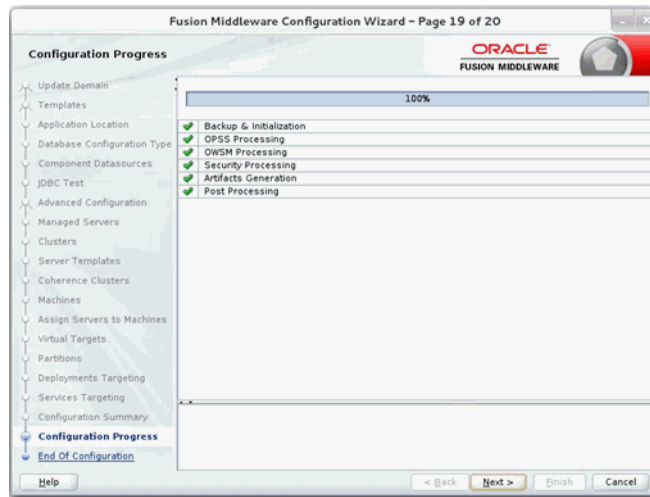 Fusion Middleware Configuration Wizard - Page 19 of 20
Configuration Progress
ORACLE
FUSION MIDDLEWARE
Update Domain
Templates
Application Location
Database Configuration Type
Component Datasources
JDBC Test
Advanced Configuration
Managed Servers
Clusters
Server Templates
Coherence Clusters
Machines
Assign Servers to Machines
Virtual Targets
Partitions
Deployments Targeting
Services Targeting
Configuration Summary
Configuration Progress
End Of Configuration
100%
Backup & Initialization
OPSS Processing
OWSM Processing
Security Processing
Artifacts Generation
Post Processing
Help
< Back
Next >
Finish
Cancel